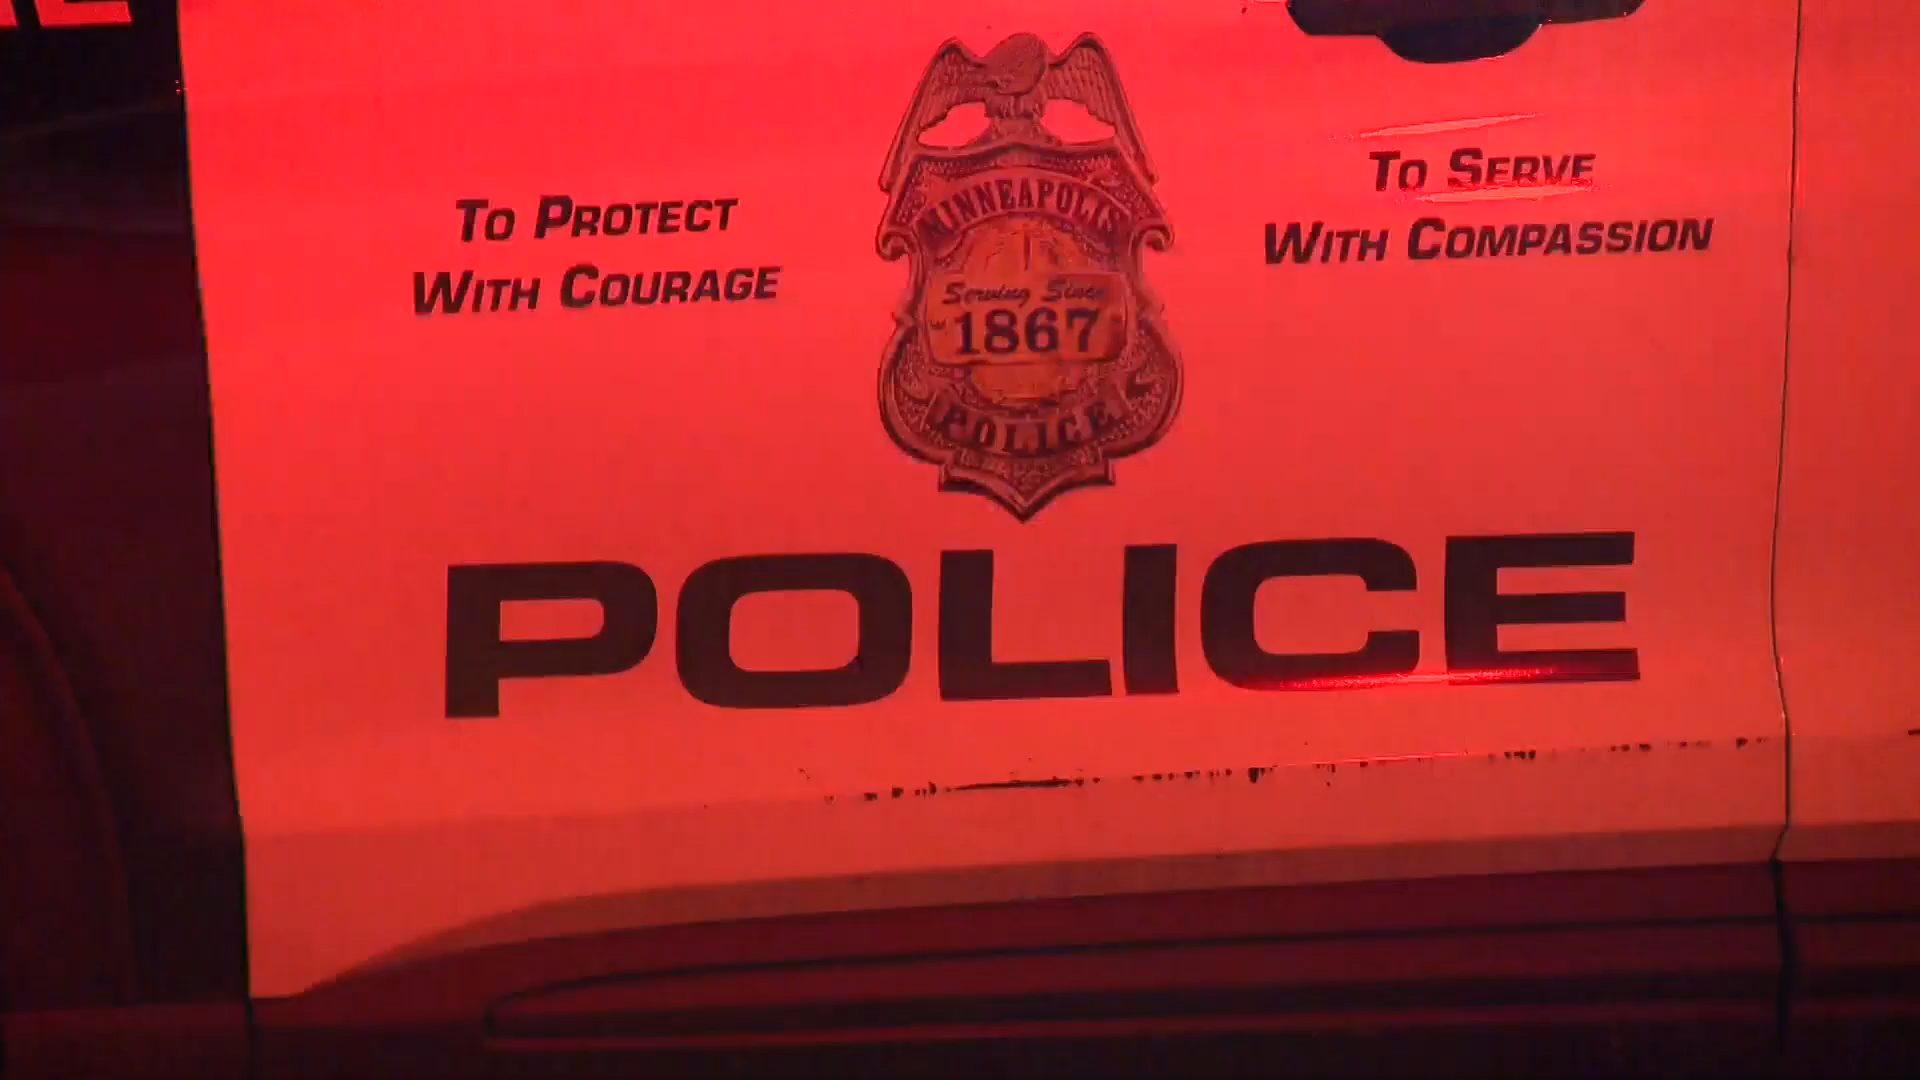 To Protect
With Courage
MINNEAPOLIS
Serving Since
1867
POLICE
To Serve
With Compassion
POLICE